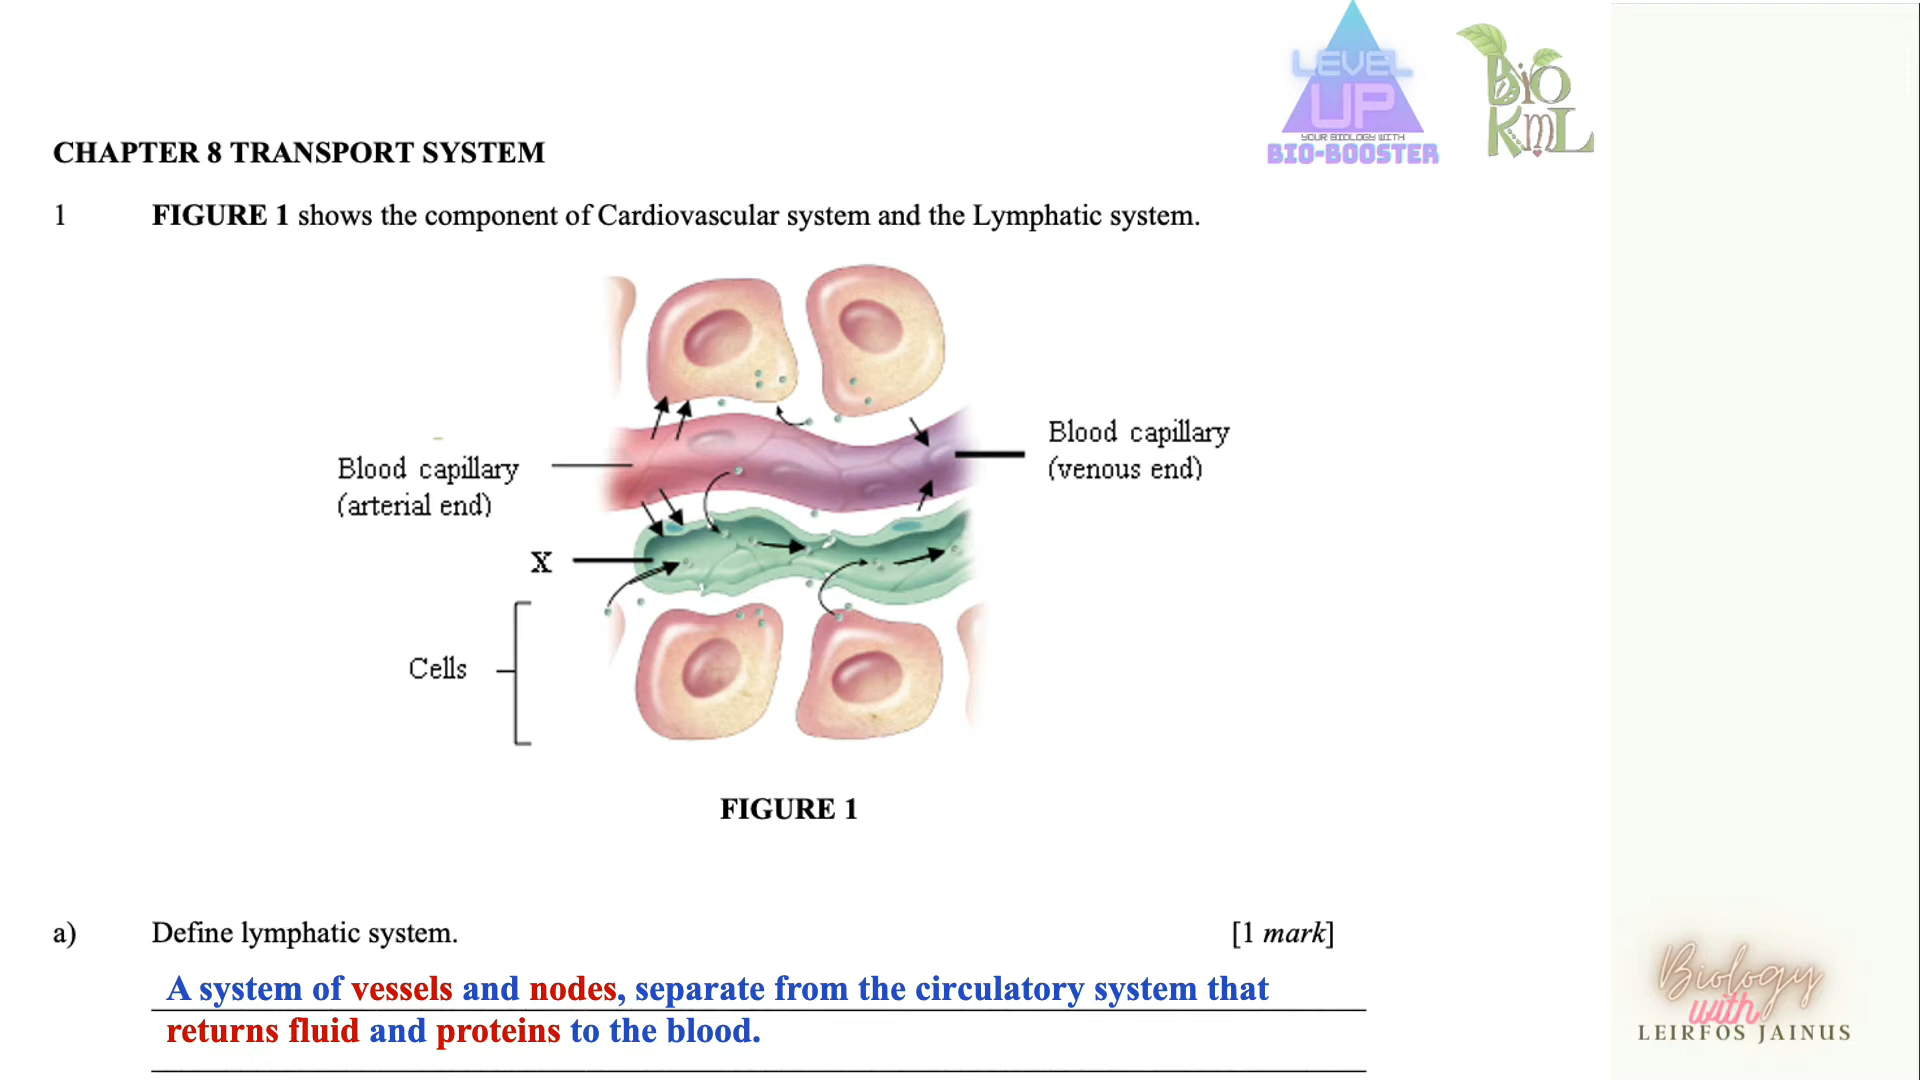 LEVEL
UP
YOUR BIOLOGY WITH
BIO-BOOSTER
BiO
KmL
CHAPTER 8 TRANSPORT SYSTEM
1 FIGURE 1 shows the component of Cardiovascular system and the Lymphatic system.
Blood capillary
(venous end)
Blood capillary
(arterial end)
X
Cells
FIGURE 1
a) Define lymphatic system. [1 mark]
A system of vessels and nodes, separate from the circulatory system that
returns fluid and proteins to the blood.
Biology
with
LEIRFOS JAINUS